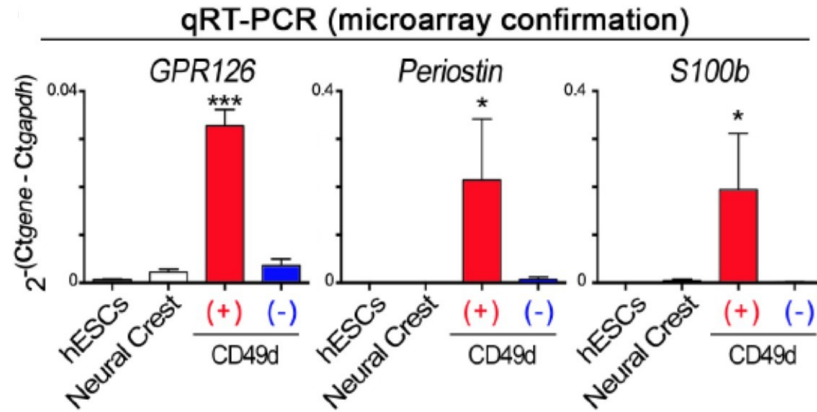 qRT-PCR (microarray confirmation)
GPR126 Periostin S100b
2-(Ctgene - Ctgapdh)
0.04 0.4 0.4
*** * *
0 0 0
hESCs Neural Crest (+) (-) hESCs Neural Crest (+) (-) hESCs Neural Crest (+) (-)
CD49d CD49d CD49d